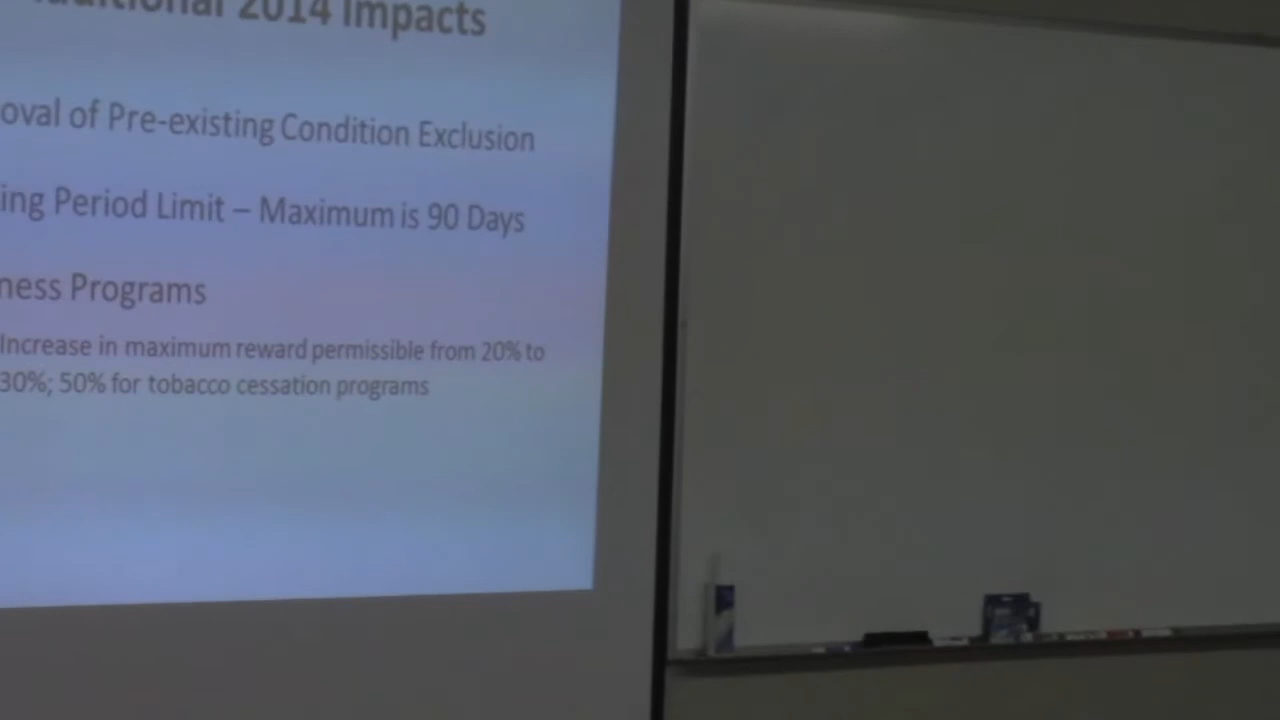 2014 Impacts
oval of Pre-existing Condition Exclusion
ing Period Limit – Maximum is 90 Days
ness Programs
Increase in maximum reward permissible from 20% to
30%; 50% for tobacco cessation programs